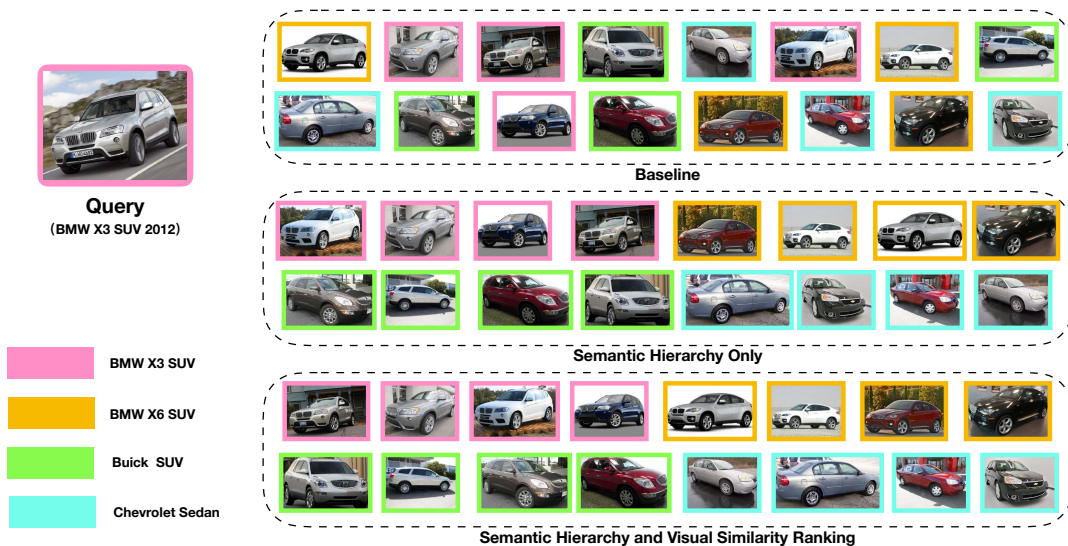 Baseline
Query
(BMW X3 SUV 2012)
Semantic Hierarchy Only
BMW X3 SUV
BMW X6 SUV
Buick SUV
Chevrolet Sedan
Semantic Hierarchy and Visual Similarity Ranking